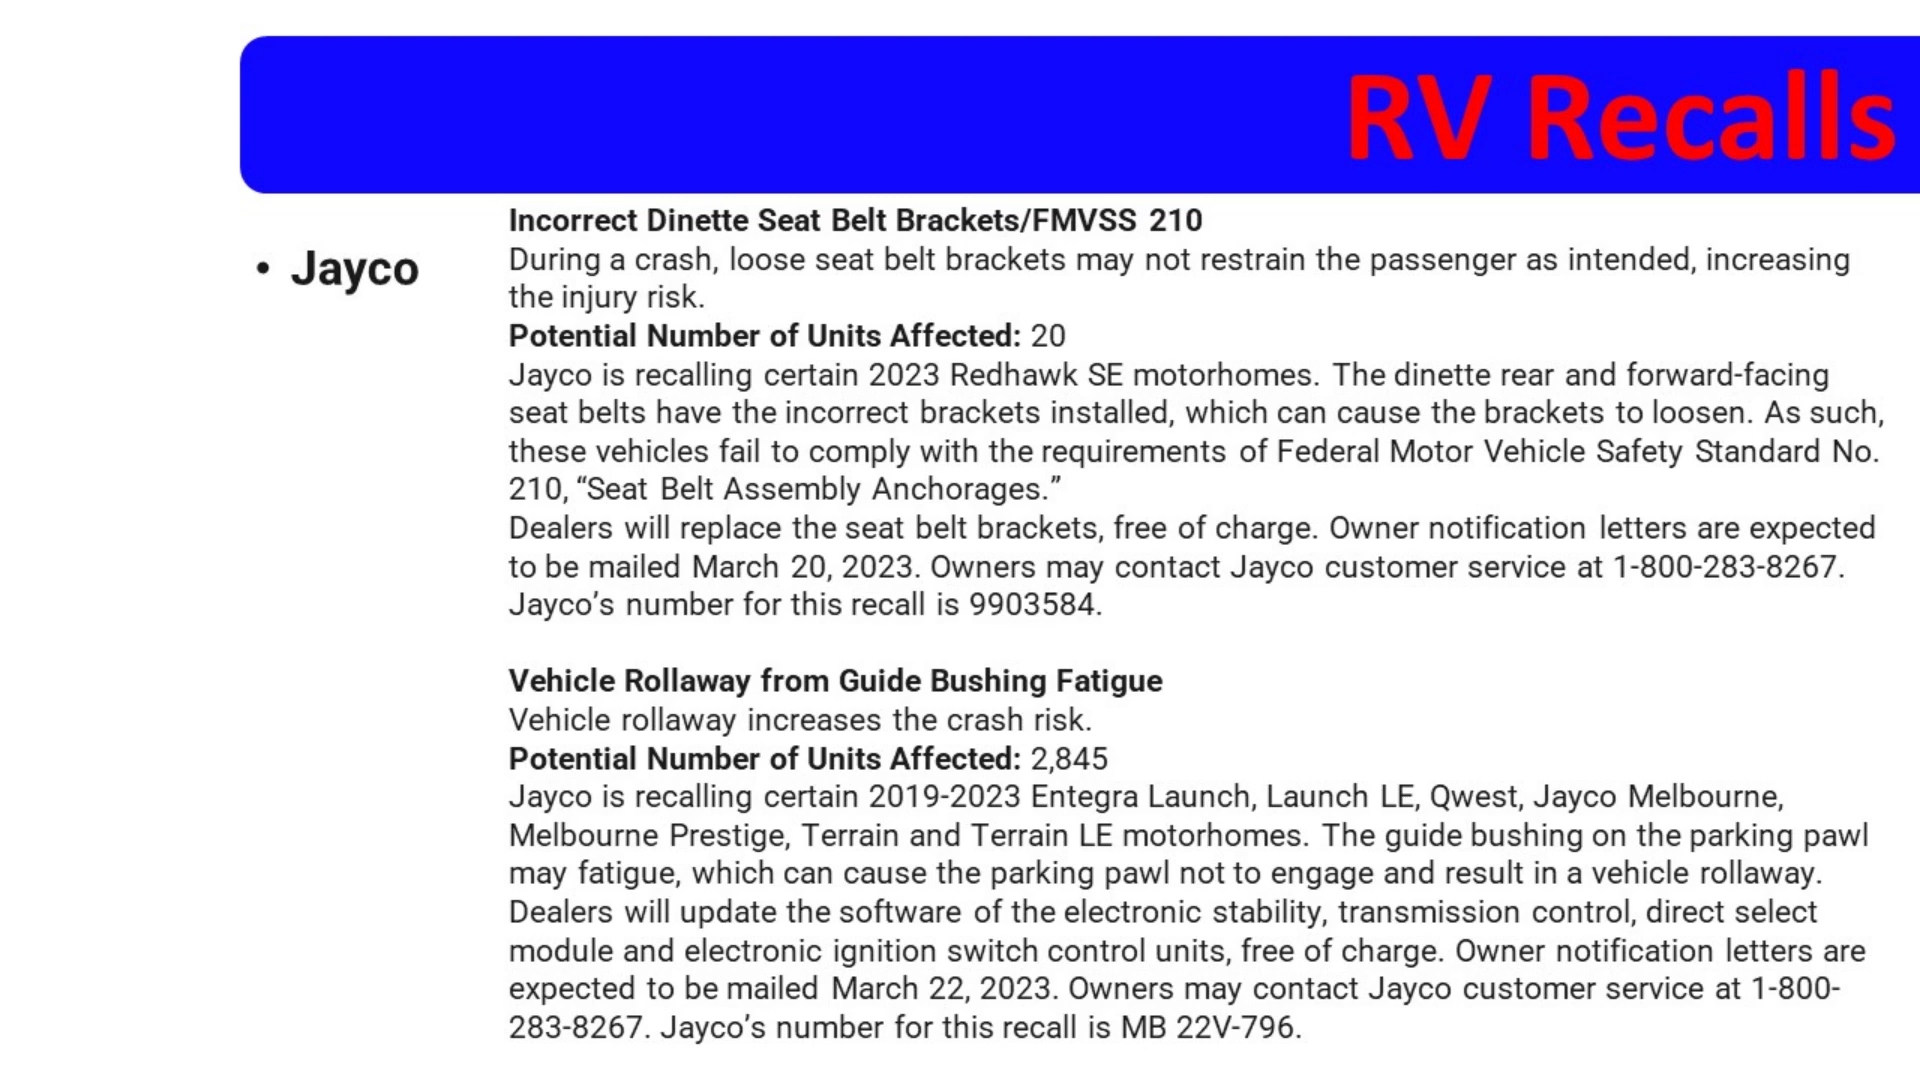 RV Recalls
• Jayco
Incorrect Dinette Seat Belt Brackets/FMVSS 210
During a crash, loose seat belt brackets may not restrain the passenger as intended, increasing
the injury risk.
Potential Number of Units Affected: 20
Jayco is recalling certain 2023 Redhawk SE motorhomes. The dinette rear and forward-facing
seat belts have the incorrect brackets installed, which can cause the brackets to loosen. As such,
these vehicles fail to comply with the requirements of Federal Motor Vehicle Safety Standard No.
210, “Seat Belt Assembly Anchorages.”
Dealers will replace the seat belt brackets, free of charge. Owner notification letters are expected
to be mailed March 20, 2023. Owners may contact Jayco customer service at 1-800-283-8267.
Jayco’s number for this recall is 9903584.
Vehicle Rollaway from Guide Bushing Fatigue
Vehicle rollaway increases the crash risk.
Potential Number of Units Affected: 2,845
Jayco is recalling certain 2019-2023 Entegra Launch, Launch LE, Qwest, Jayco Melbourne,
Melbourne Prestige, Terrain and Terrain LE motorhomes. The guide bushing on the parking pawl
may fatigue, which can cause the parking pawl not to engage and result in a vehicle rollaway.
Dealers will update the software of the electronic stability, transmission control, direct select
module and electronic ignition switch control units, free of charge. Owner notification letters are
expected to be mailed March 22, 2023. Owners may contact Jayco customer service at 1-800-
283-8267. Jayco’s number for this recall is MB 22V-796.